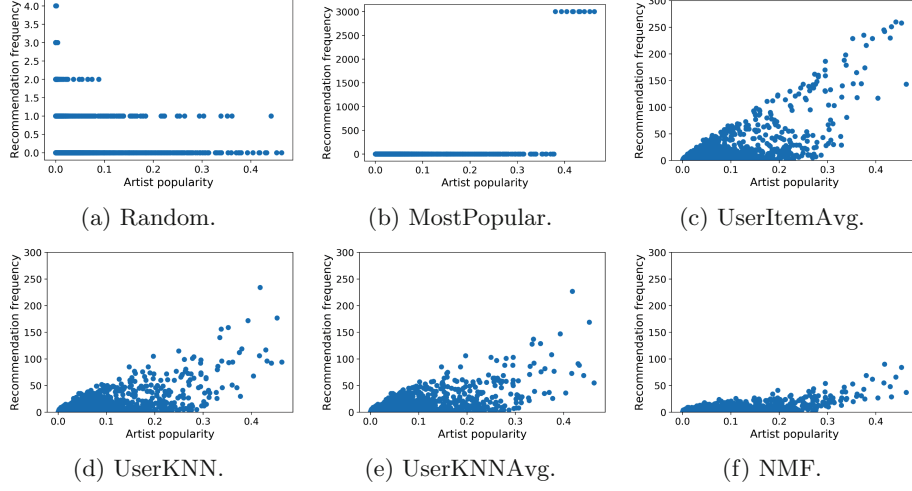 Recommendation frequency
4.0
3.5
3.0
2.5
2.0
1.5
1.0
0.5
0.0
0.0 0.1 0.2 0.3 0.4
Artist popularity
(a) Random.
Recommendation frequency
3000
2500
2000
1500
1000
500
0
0.0 0.1 0.2 0.3 0.4
Artist popularity
(b) MostPopular.
Recommendation frequency
300
250
200
150
100
50
0
0.0 0.1 0.2 0.3 0.4
Artist popularity
(c) UserItemAvg.
Recommendation frequency
300
250
200
150
100
50
0
0.0 0.1 0.2 0.3 0.4
Artist popularity
(d) UserKNN.
Recommendation frequency
300
250
200
150
100
50
0
0.0 0.1 0.2 0.3 0.4
Artist popularity
(e) UserKNNAvg.
Recommendation frequency
300
250
200
150
100
50
0
0.0 0.1 0.2 0.3 0.4
Artist popularity
(f) NMF.